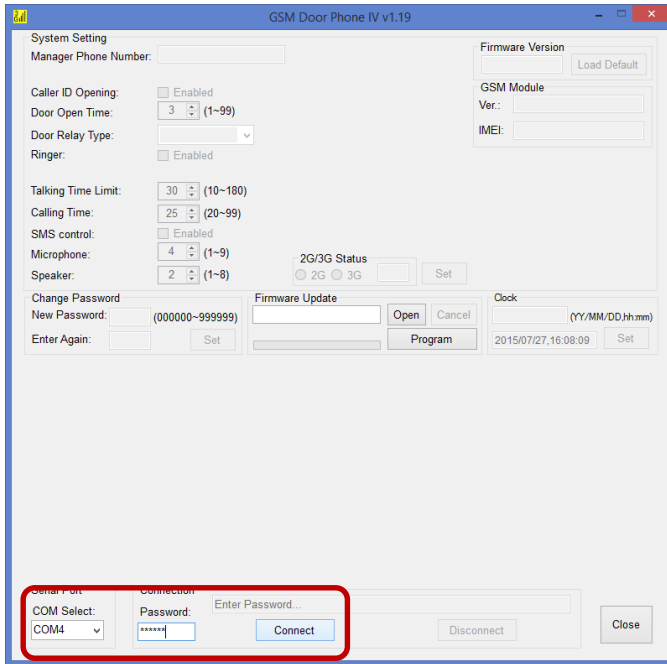 GSM Door Phone IV v1.19
System Setting
Manager Phone Number:
Firmware Version
Load Default
GSM Module
Ver.:
IMEI:
Caller ID Opening: Enabled
Door Open Time: 3 (1~99)
Door Relay Type:
Ringer: Enabled
Talking Time Limit: 30 (10~180)
Calling Time: 25 (20~99)
SMS control: Enabled
Microphone: 4 (1~9)
Speaker: 2 (1~8)
2G/3G Status
2G 3G Set
Change Password
New Password: (000000~999999)
Enter Again: Set
Firmware Update
Open Cancel
Program
Clock
(YY/MM/DD,hh:mm)
2015/07/27,16:08:09 Set
Serial Port
COM Select:
COM4
Connection
Enter Password...
Password:
****** Connect Disconnect
Close